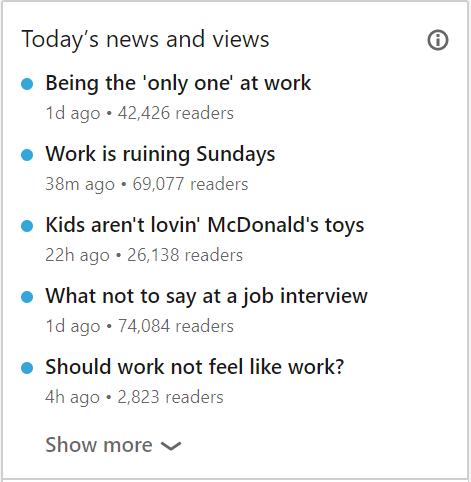 Today’s news and views
Being the 'only one' at work
1d ago • 42,426 readers
Work is ruining Sundays
38m ago • 69,077 readers
Kids aren't lovin' McDonald's toys
22h ago • 26,138 readers
What not to say at a job interview
1d ago • 74,084 readers
Should work not feel like work?
4h ago • 2,823 readers
Show more